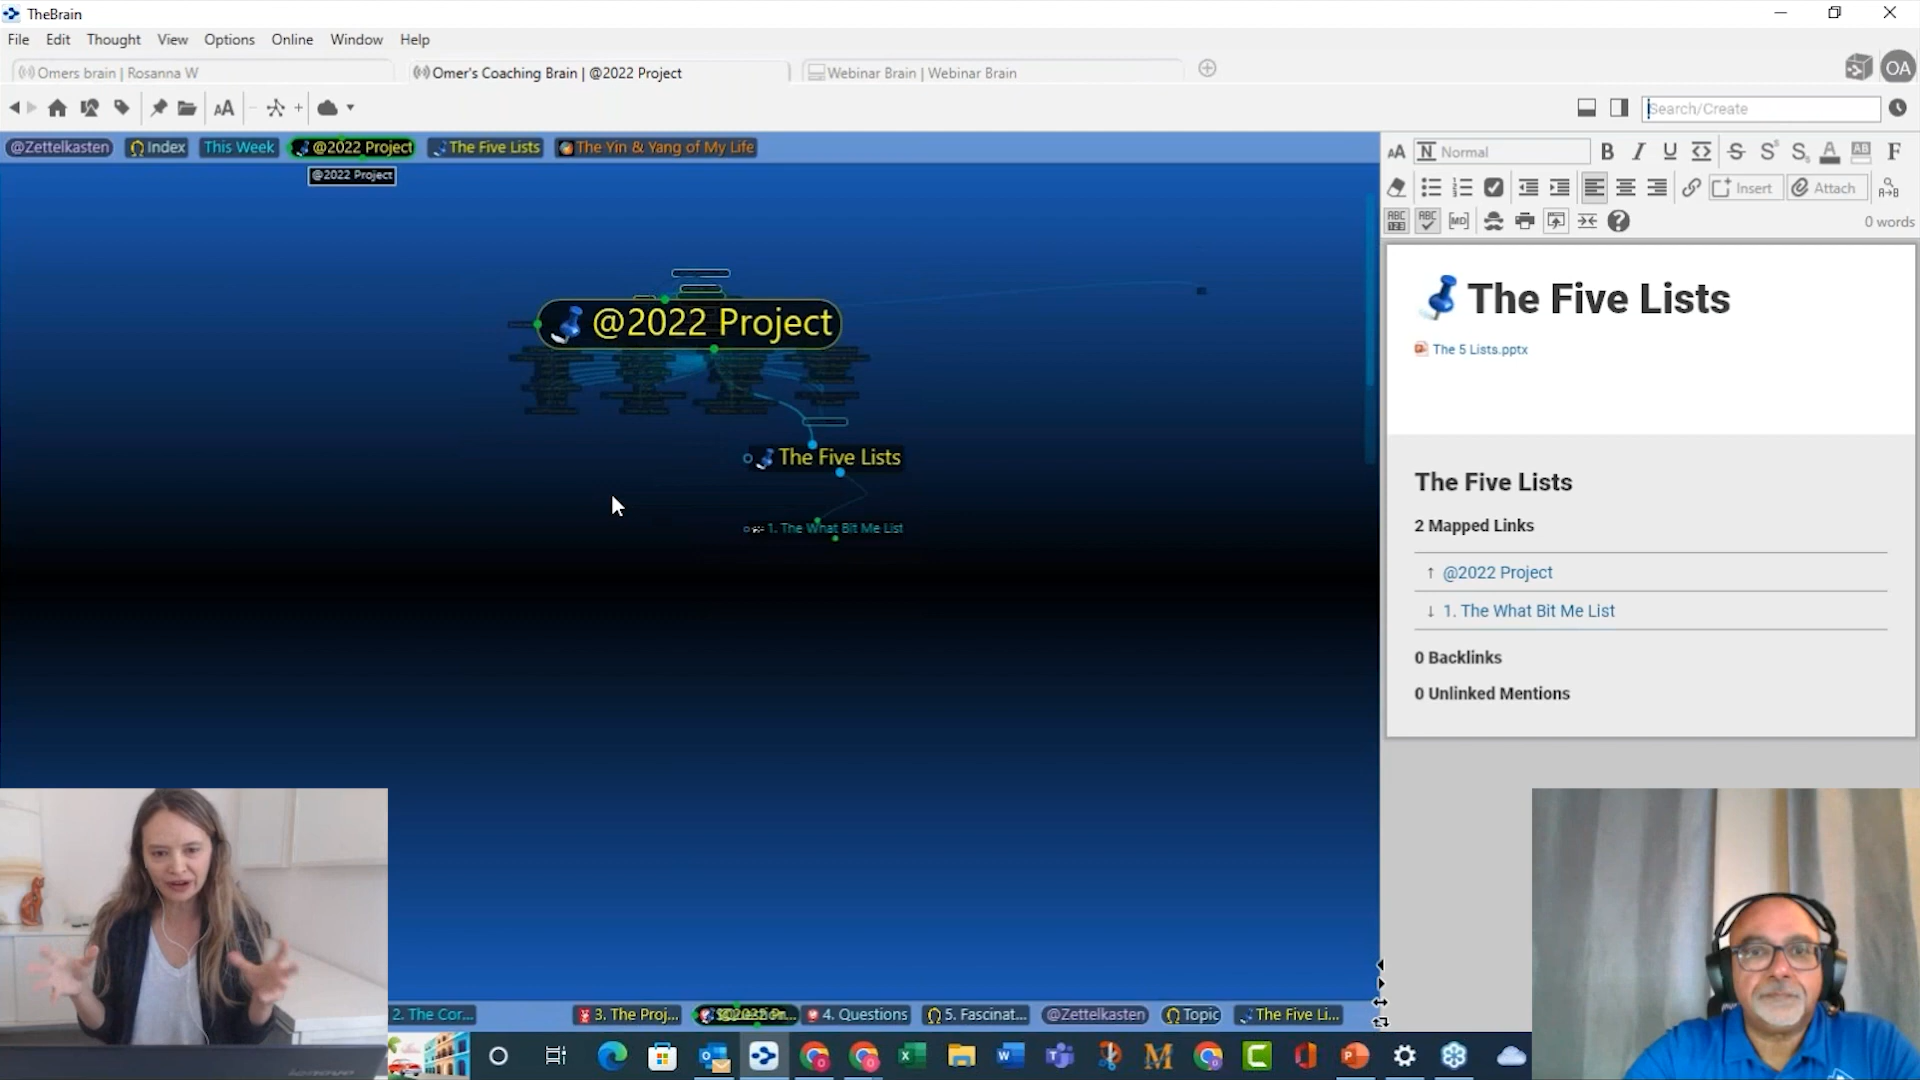 TheBrain
File Edit Thought View Options Online Window Help
Omers brain | Rosanna W
Omer's Coaching Brain | @2022 Project
Webinar Brain | Webinar Brain
OA
Search/Create
@Zettelkasten
Index
This Week
@2022 Project
The Five Lists
The Yin & Yang of My Life
@2022 Project
Normal
Insert
Attach
0 words
@2022 Project
The Five Lists
1. The What Bit Me List
The Five Lists
The 5 Lists.pptx
The Five Lists
2 Mapped Links
↑ @2022 Project
↓ 1. The What Bit Me List
0 Backlinks
0 Unlinked Mentions
2. The Cor...
3. The Proj...
4. Questions
5. Fascinat...
@Zettelkasten
Topic
The Five Li...